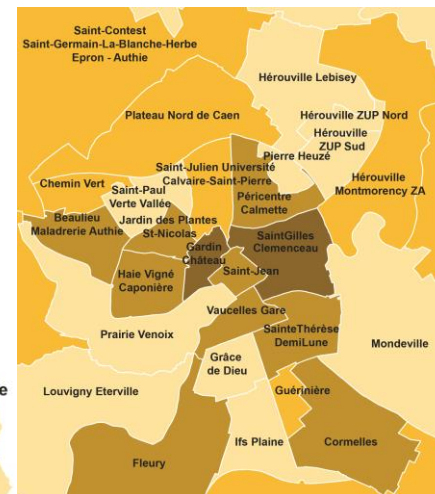 Saint-Contest
Saint-Germain-La-Blanche-Herbe
Epron - Authie
Hérouville Lebisey
Plateau Nord de Caen
Hérouville ZUP Nord
Hérouville
ZUP Sud
Pierre Heuzé
Saint-Julien Université
Calvaire-Saint-Pierre
Hérouville
Montmorency ZA
Chemin Vert
Saint-Paul
Verte Vallée
Péricentre
Calmette
Beaulieu
Maladrerie Authie
Jardin des Plantes
St-Nicolas
SaintGilles
Clemenceau
Gardin
Château
Saint-Jean
Haie Vigné
Caponière
Vaucelles Gare
SainteThérèse
DemiLune
Prairie Venoix
Mondeville
Grâce
de Dieu
Louvigny Eterville
Guérinière
Ifs Plaine
Cormelles
Fleury
e